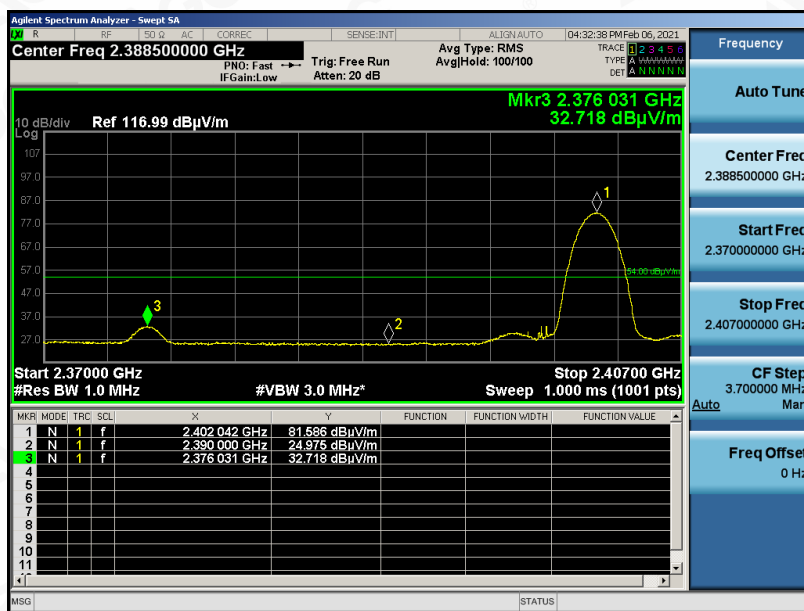 Agilent Spectrum Analyzer - Swept SA
LXI R RF 50 Ω AC CORREC SENSE:INT ALIGN AUTO 04:32:38 PM Feb 06, 2021
Center Freq 2.388500000 GHz
PNO: Fast
IFGain:Low
Trig: Free Run
Atten: 20 dB
Avg Type: RMS
Avg|Hold: 100/100
TRACE 1 2 3 4 5 6
TYPE A WWWWWW
DET A N N N N N
Mkr3 2.376 031 GHz
32.718 dBµV/m
10 dB/div Ref 116.99 dBµV/m
Log
107
97.0
87.0
77.0
67.0
57.0
47.0
37.0
27.0
1
54.00 dBµV/m
3
2
Start 2.37000 GHz Stop 2.40700 GHz
#Res BW 1.0 MHz #VBW 3.0 MHz* Sweep 1.000 ms (1001 pts)
MKR MODE TRC SCL X Y FUNCTION FUNCTION WIDTH FUNCTION VALUE
1 N 1 f 2.402 042 GHz 81.586 dBµV/m
2 N 1 f 2.390 000 GHz 24.975 dBµV/m
3 N 1 f 2.376 031 GHz 32.718 dBµV/m
4
5
6
7
8
9
10
11
MSG STATUS
Frequency
Auto Tune
Center Freq
2.388500000 GHz
Start Freq
2.370000000 GHz
Stop Freq
2.407000000 GHz
CF Step
3.700000 MHz
Auto Man
Freq Offset
0 Hz